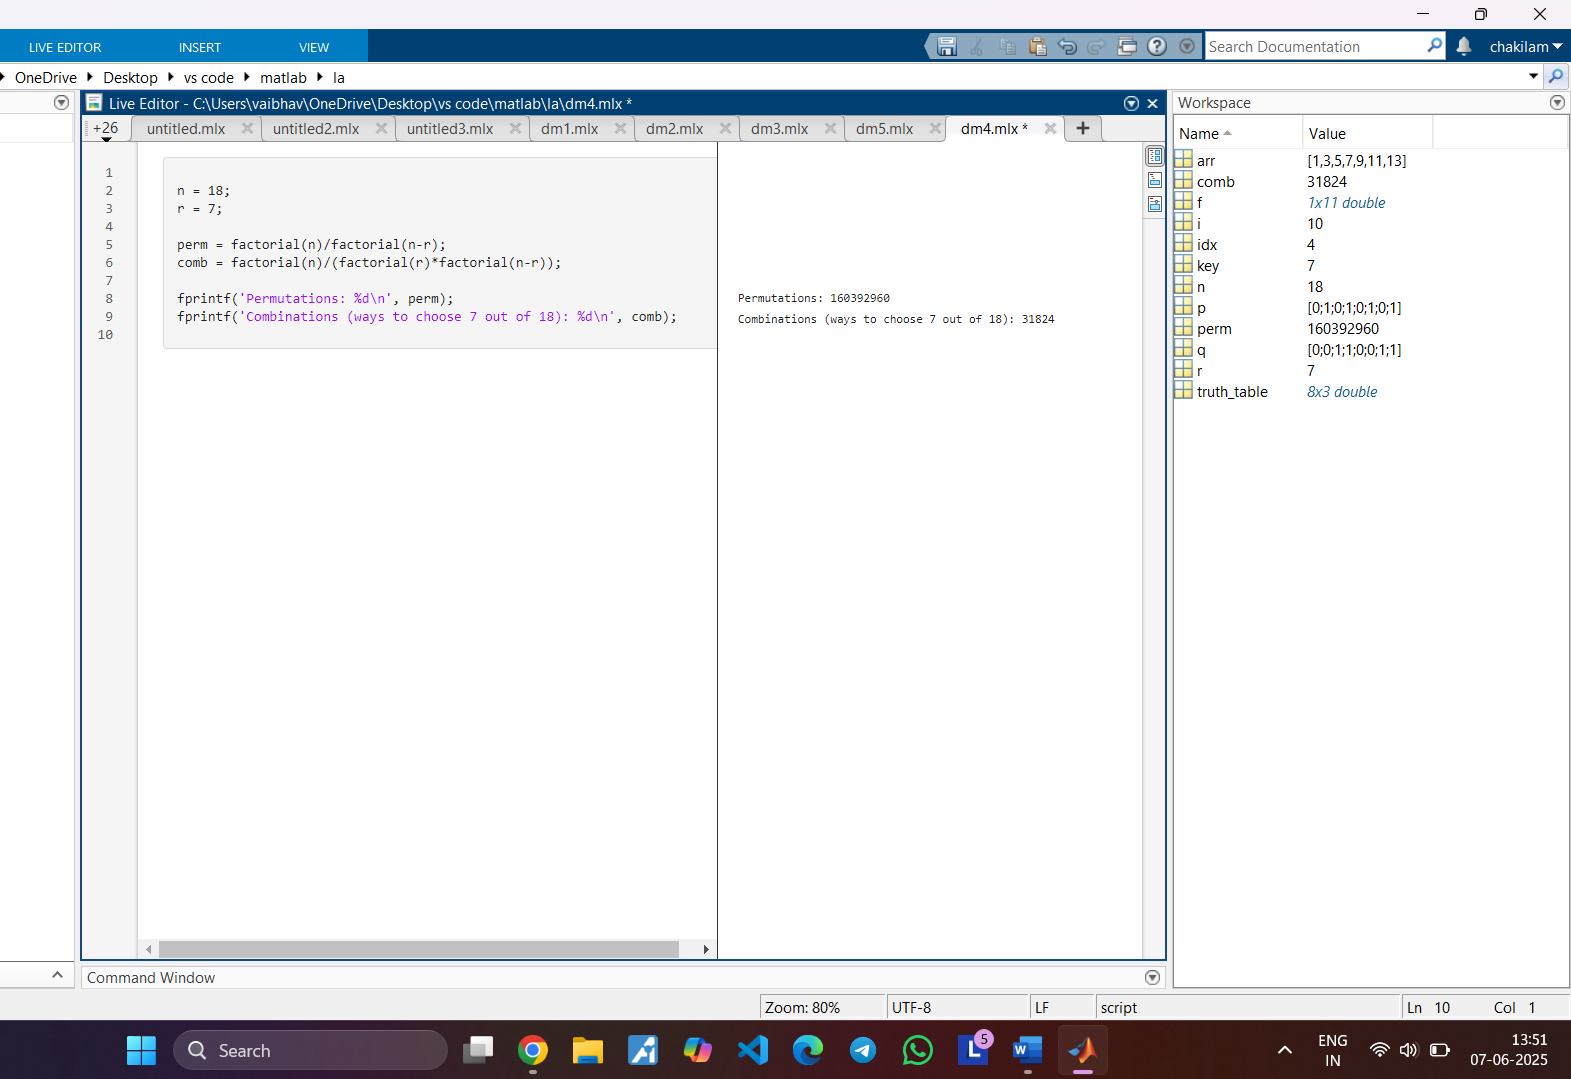 LIVE EDITOR INSERT VIEW
Search Documentation
chakilam
OneDrive Desktop vs code matlab la
Live Editor - C:\Users\vaibhav\OneDrive\Desktop\vs code\matlab\la\dm4.mlx *
+26 untitled.mlx untitled2.mlx untitled3.mlx dm1.mlx dm2.mlx dm3.mlx dm5.mlx dm4.mlx *
1
2 n = 18;
3 r = 7;
4
5 perm = factorial(n)/factorial(n-r);
6 comb = factorial(n)/(factorial(r)*factorial(n-r));
7
8 fprintf('Permutations: %d\n', perm);
9 fprintf('Combinations (ways to choose 7 out of 18): %d\n', comb);
10
Permutations: 160392960
Combinations (ways to choose 7 out of 18): 31824
Workspace
Name Value
arr [1,3,5,7,9,11,13]
comb 31824
f 1x11 double
i 10
idx 4
key 7
n 18
p [0;1;0;1;0;1;0;1]
perm 160392960
q [0;0;1;1;0;0;1;1]
r 7
truth_table 8x3 double
Command Window
Zoom: 80% UTF-8 LF script Ln 10 Col 1
Search
L 5
W
ENG
IN
13:51
07-06-2025